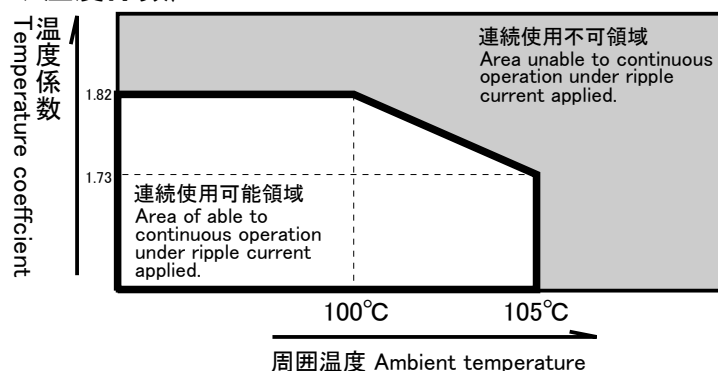 温度係数
Temperature coeffcient
連続使用不可領域
Area unable to continuous
operation under ripple
current applied.
1.82
1.73
連続使用可能領域
Area of able to
continuous operation
under ripple current
applied.
100℃
105℃
周囲温度 Ambient temperature